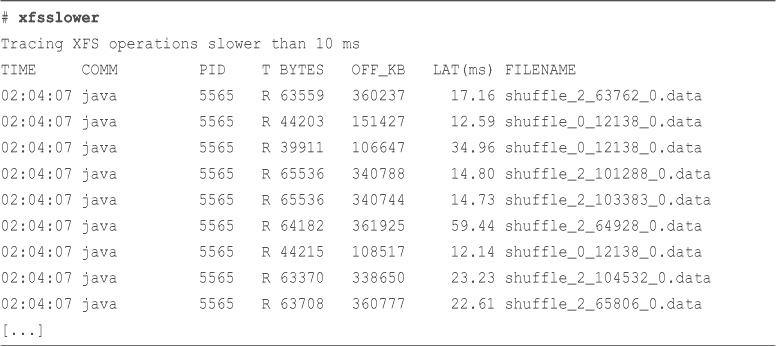 # xfsslower
Tracing XFS operations slower than 10 ms
TIME     COMM           PID    T BYTES   OFF_KB   LAT(ms) FILENAME
02:04:07 java           5565   R 63559   360237     17.16 shuffle_2_63762_0.data
02:04:07 java           5565   R 44203   151427     12.59 shuffle_0_12138_0.data
02:04:07 java           5565   R 39911   106647     34.96 shuffle_0_12138_0.data
02:04:07 java           5565   R 65536   340788     14.80 shuffle_2_101288_0.data
02:04:07 java           5565   R 65536   340744     14.73 shuffle_2_103383_0.data
02:04:07 java           5565   R 64182   361925     59.44 shuffle_2_64928_0.data
02:04:07 java           5565   R 44215   108517     12.14 shuffle_0_12138_0.data
02:04:07 java           5565   R 63370   338650     23.23 shuffle_2_104532_0.data
02:04:07 java           5565   R 63708   360777     22.61 shuffle_2_65806_0.data
[...]